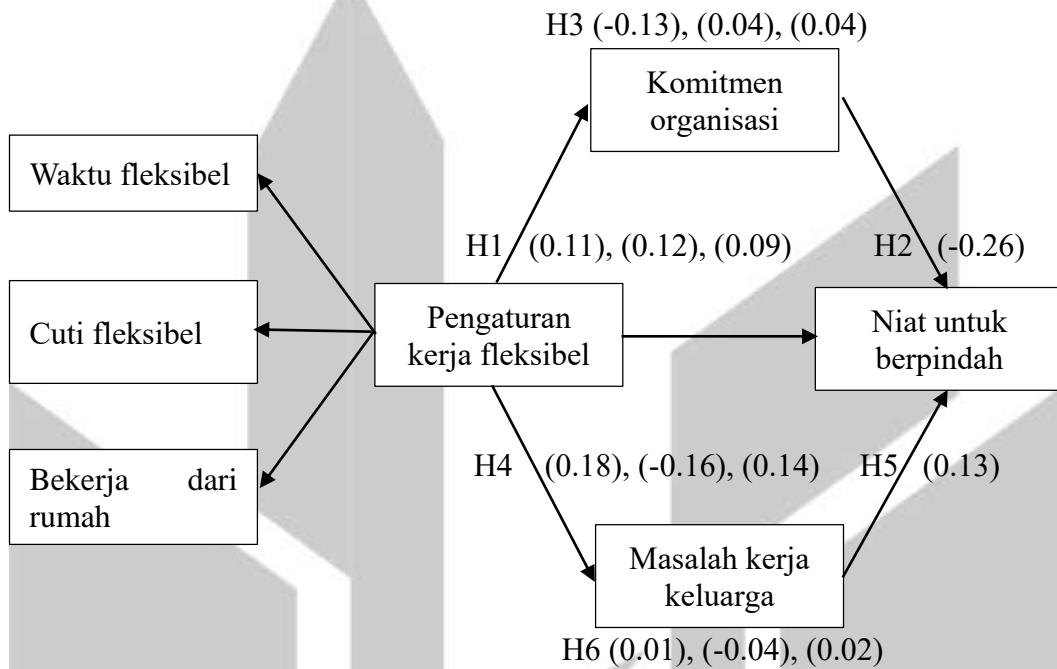 H3 (-0.13), (0.04), (0.04)
Komitmen
organisasi
Waktu fleksibel
H1 (0.11), (0.12), (0.09)
H2 (-0.26)
Cuti fleksibel
Pengaturan
kerja fleksibel
Niat untuk
berpindah
H4 (0.18), (-0.16), (0.14)
H5 (0.13)
Bekerja dari
rumah
Masalah kerja
keluarga
H6 (0.01), (-0.04), (0.02)